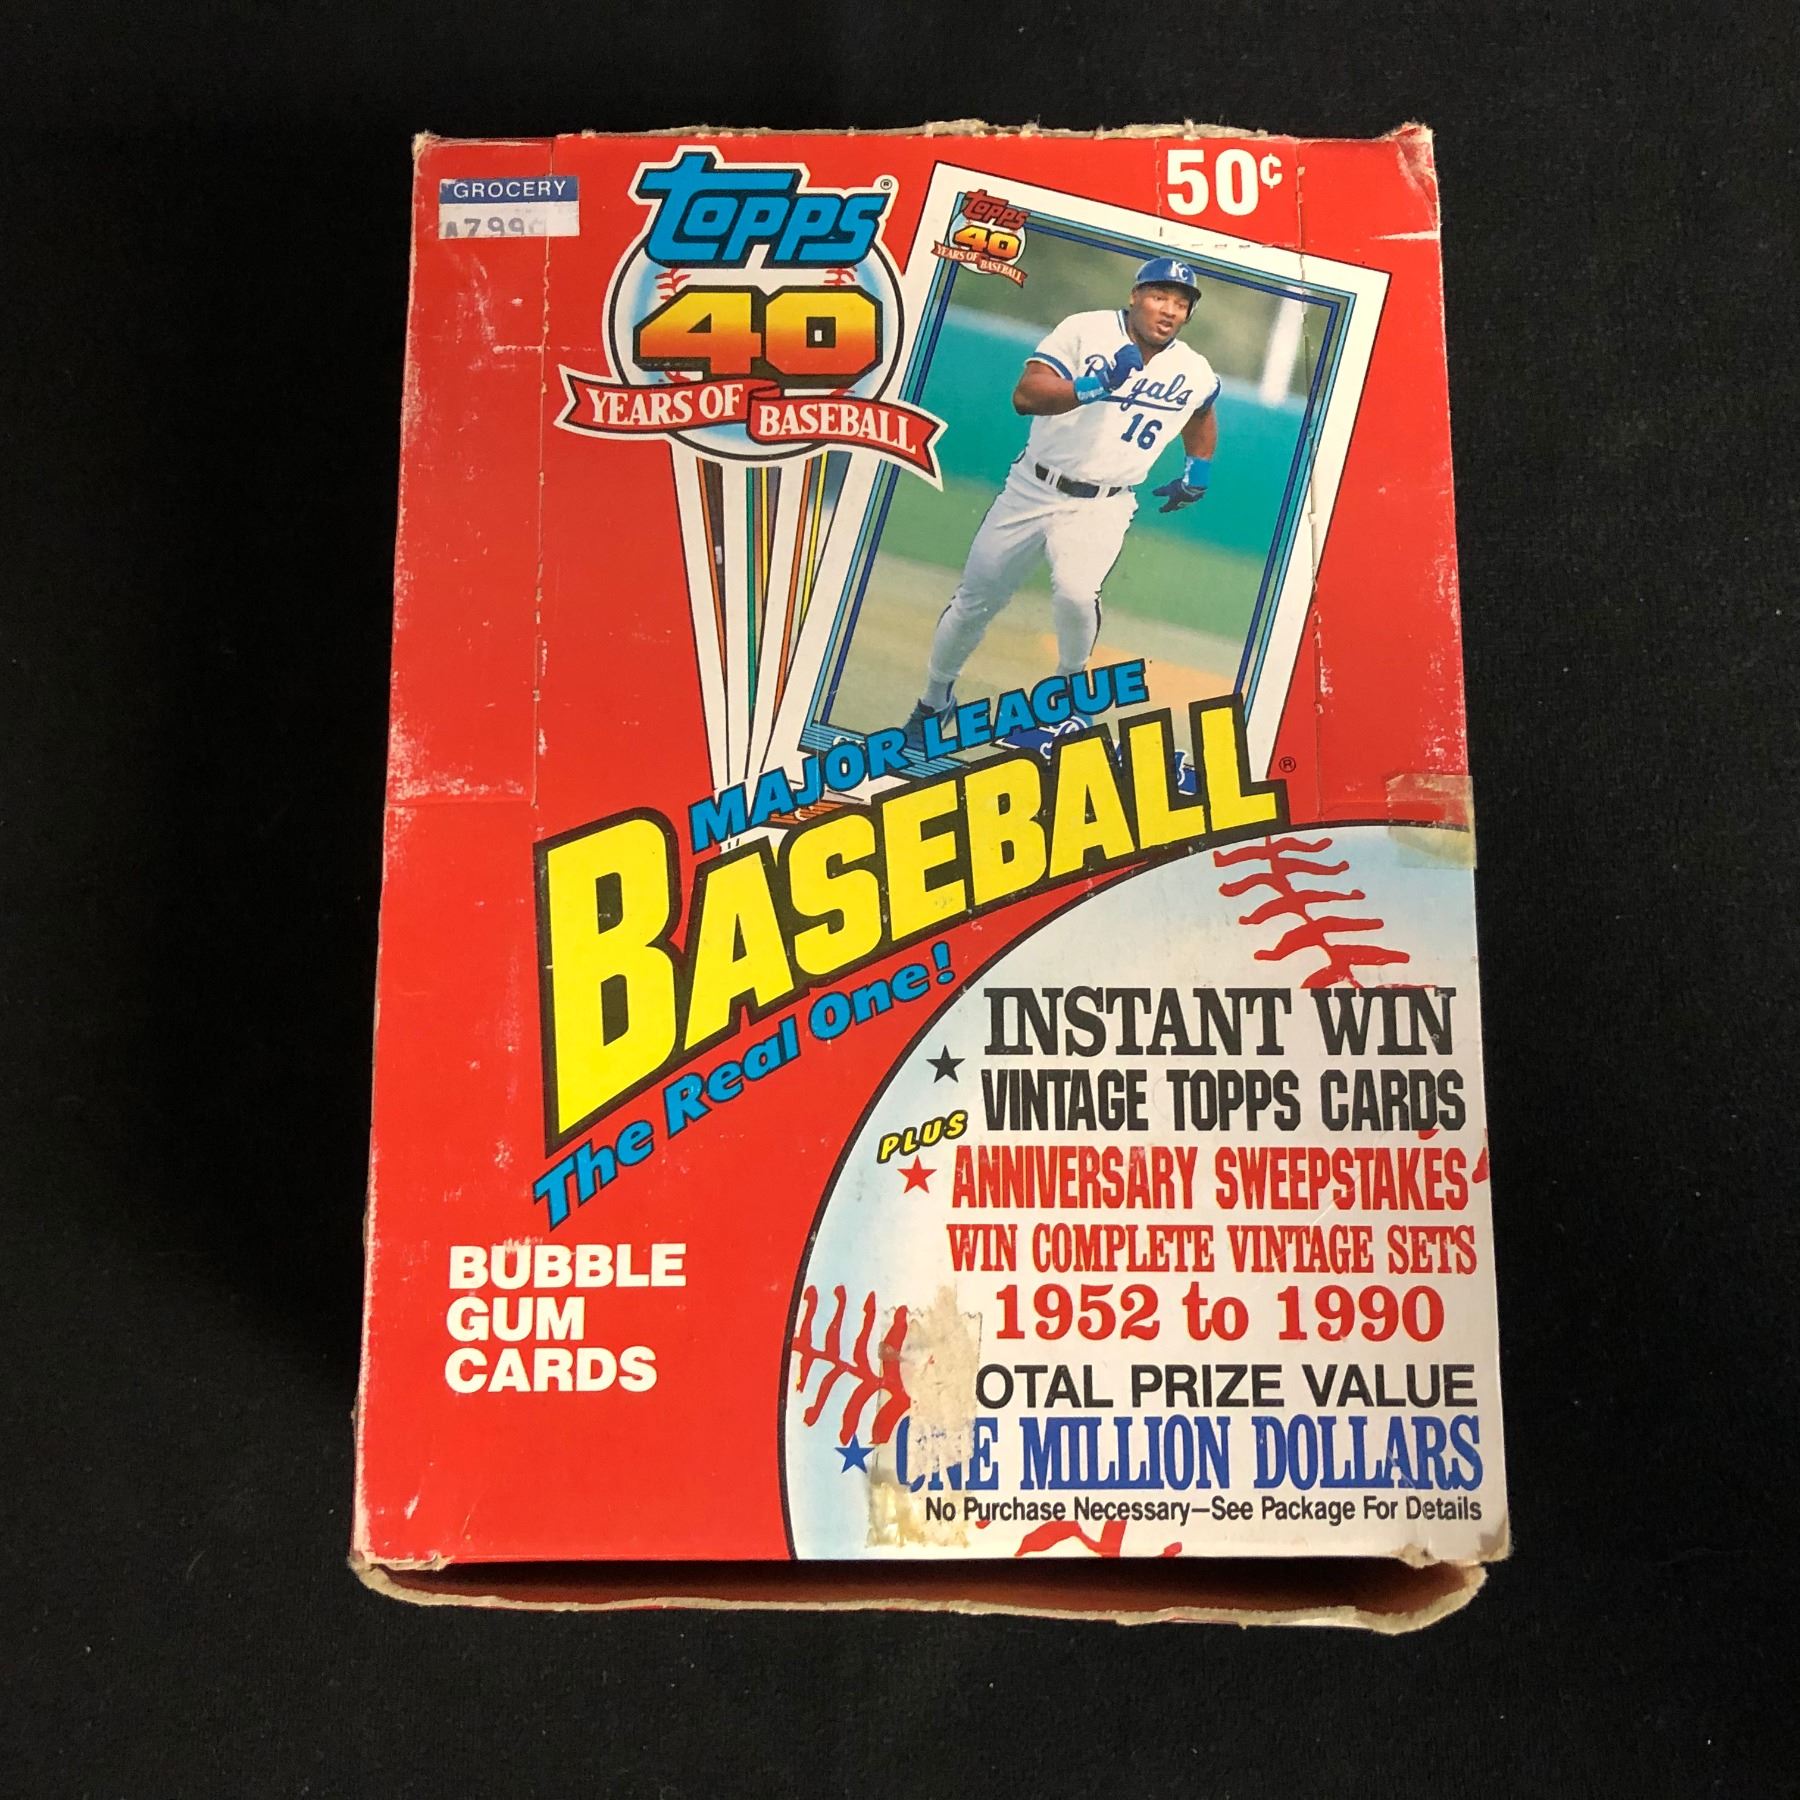 50¢
GROCERY
Topps®
40
YEARS OF BASEBALL
Topps
40
YEARS OF BASEBALL
KC
Royals
16
MAJOR LEAGUE
BASEBALL®
The Real One!
INSTANT WIN
VINTAGE TOPPS CARDS
PLUS
ANNIVERSARY SWEEPSTAKES
WIN COMPLETE VINTAGE SETS
1952 to 1990
OTAL PRIZE VALUE
ONE MILLION DOLLARS
No Purchase Necessary—See Package For Details
BUBBLE
GUM
CARDS